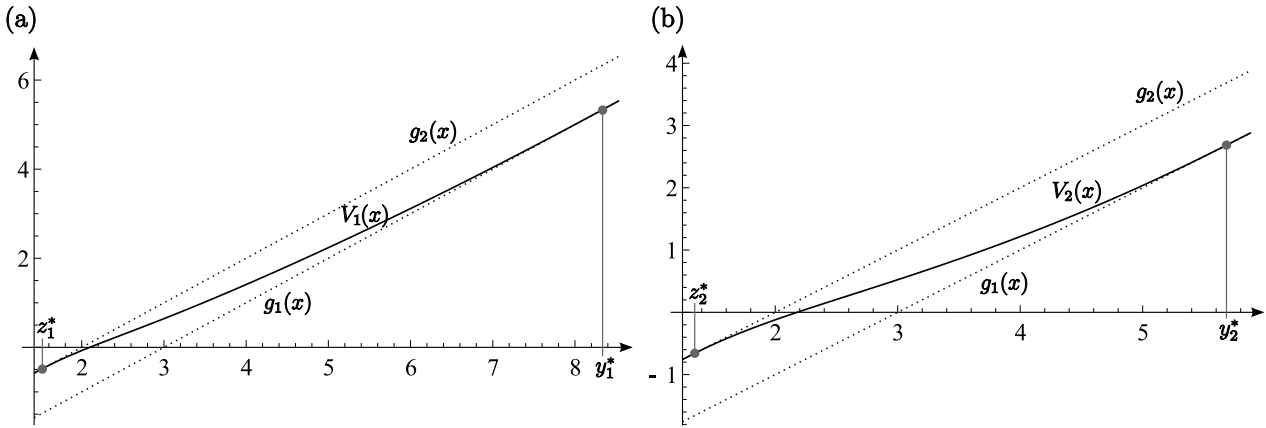 (a)
6
g₂(x)
4
V₁(x)
2
g₁(x)
z₁*
2 3 4 5 6 7 8 y₁*
(b)
4
g₂(x)
3
2
V₂(x)
1
g₁(x)
z₂*
2 3 4 5 y₂*
- 1